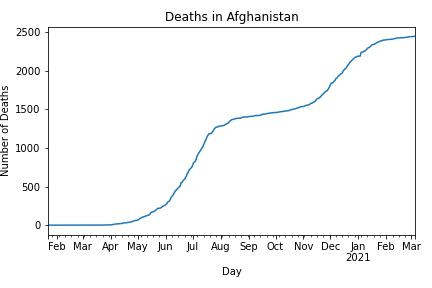 Deaths in Afghanistan
2500
2000
1500
1000
500
0
Number of Deaths
Feb Mar Apr May Jun Jul Aug Sep Oct Nov Dec Jan Feb Mar
2021
Day